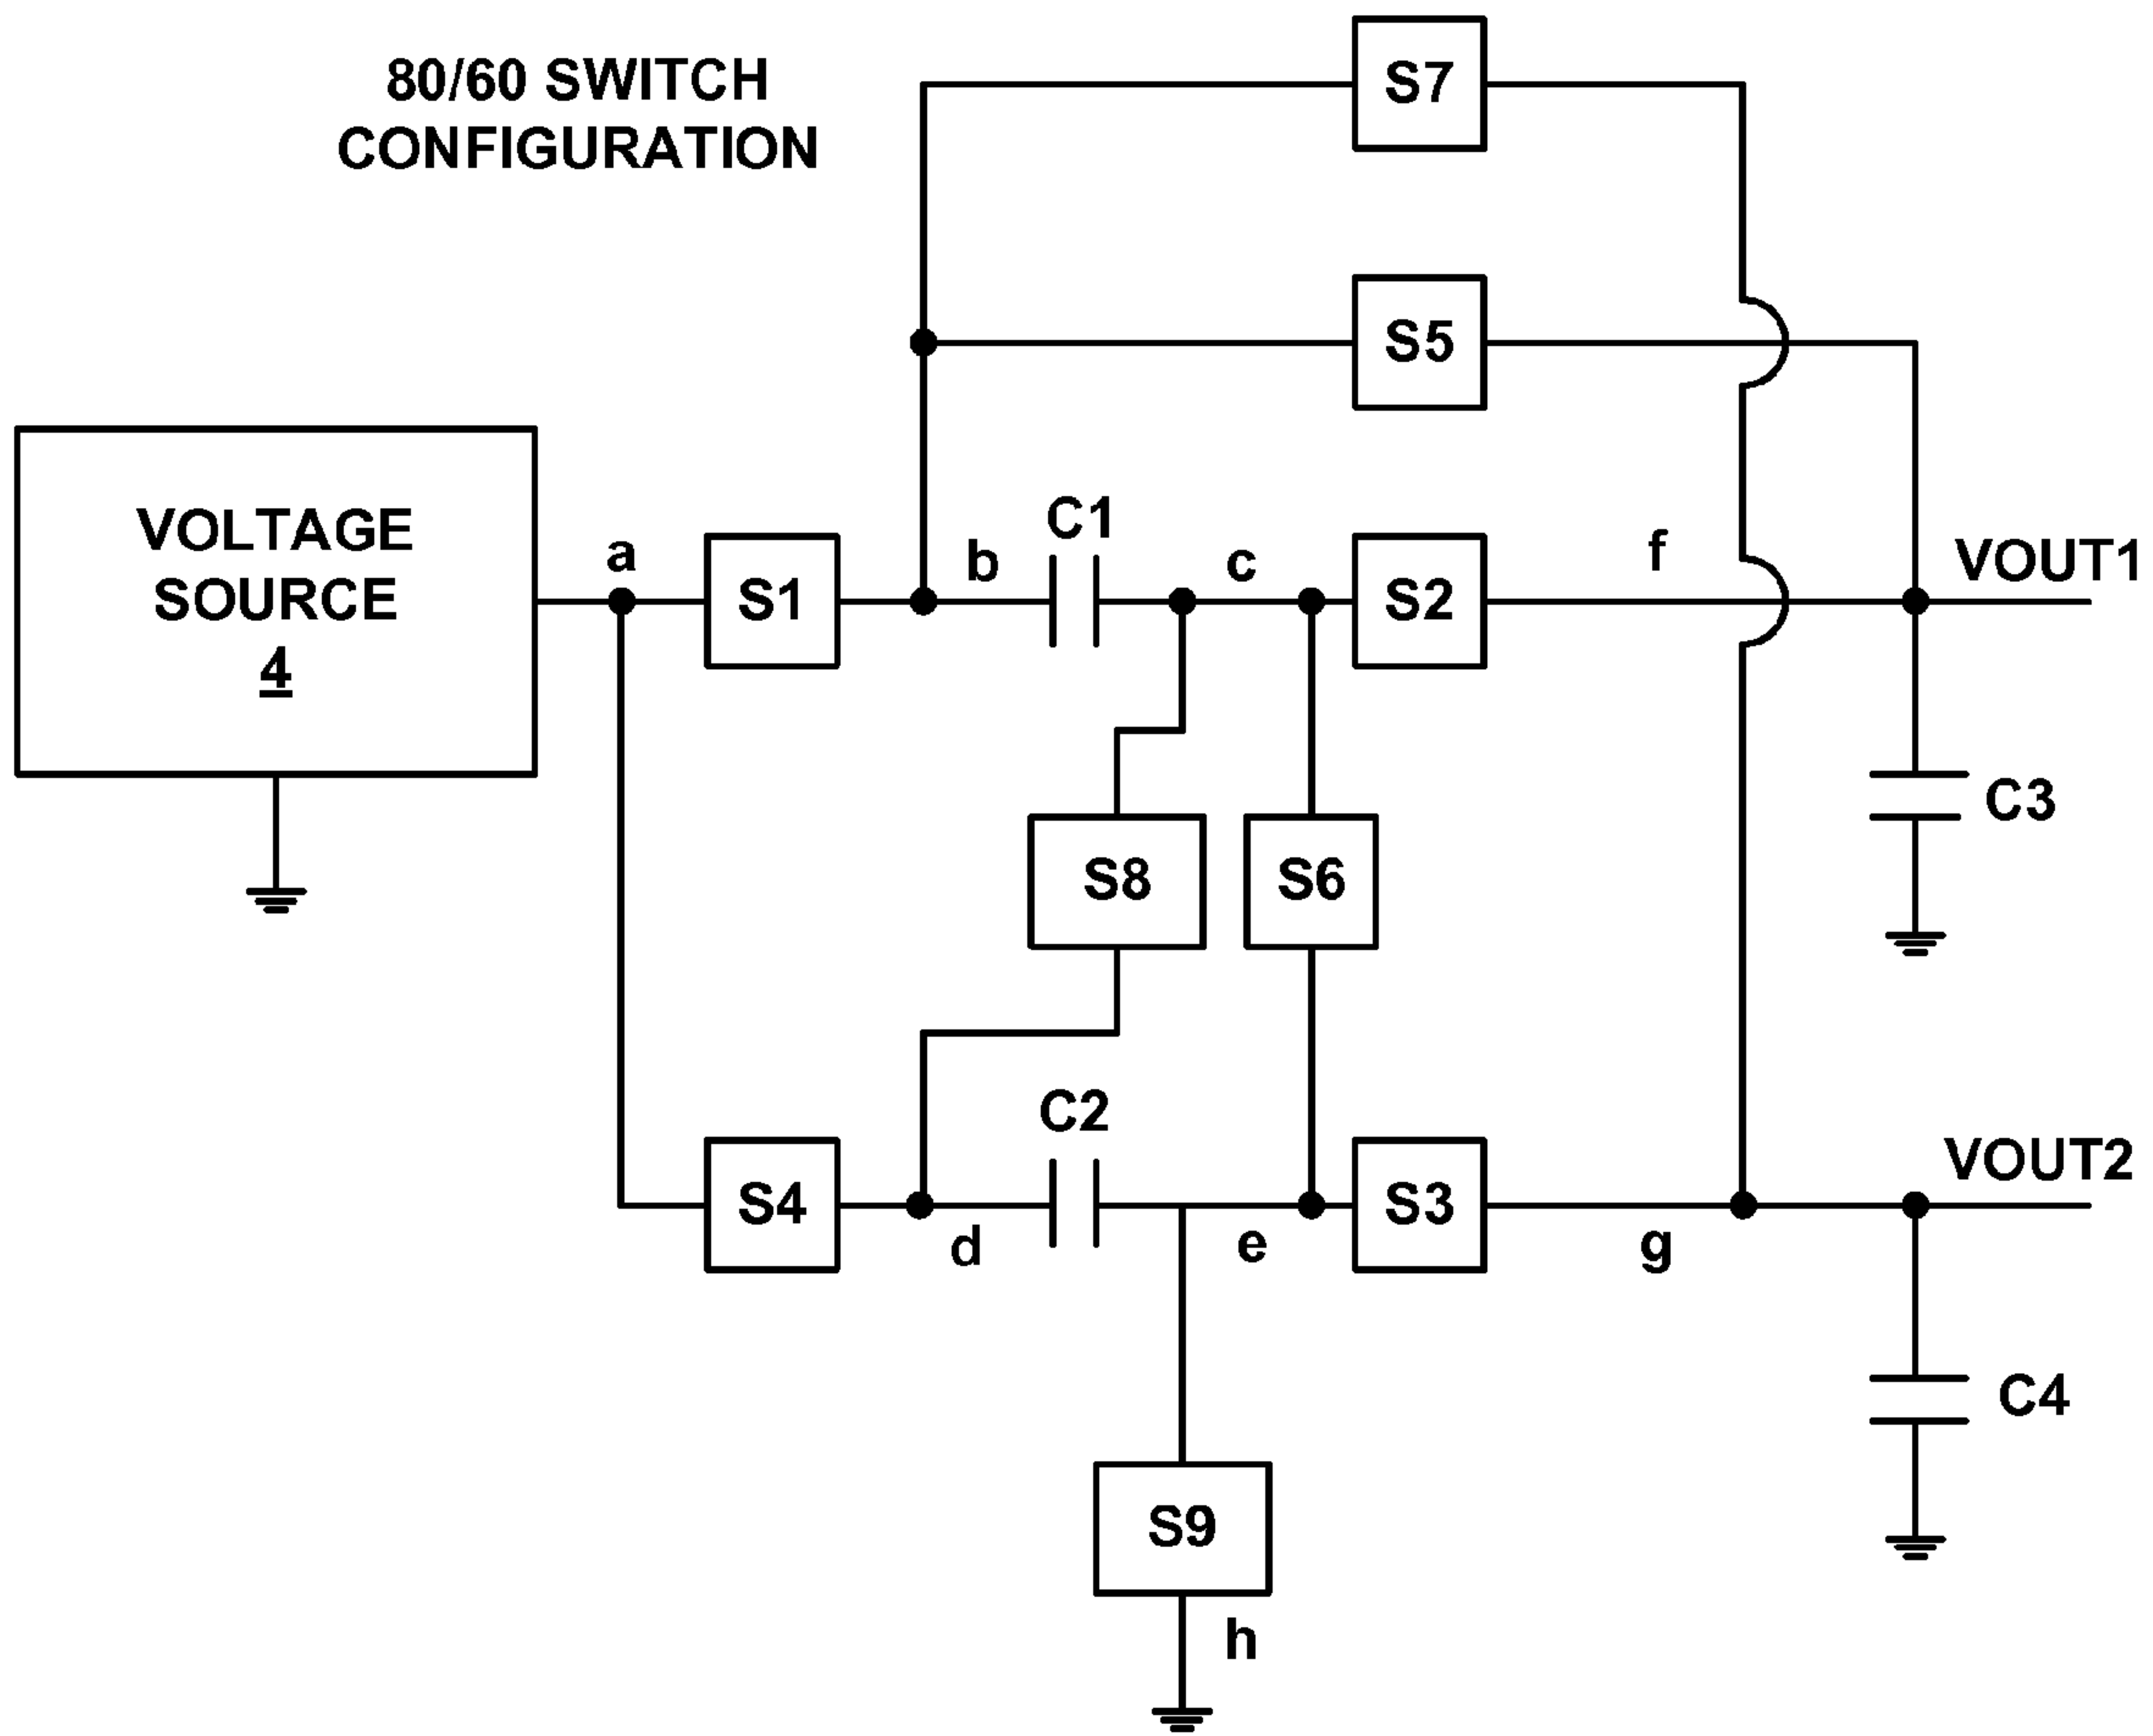 80/60 SWITCH
CONFIGURATION
S7
S5
VOLTAGE
SOURCE
4
a
S1
b
C1
c
S2
f
VOUT1
C3
S8
S6
C2
S4
d
e
S3
g
VOUT2
C4
S9
h